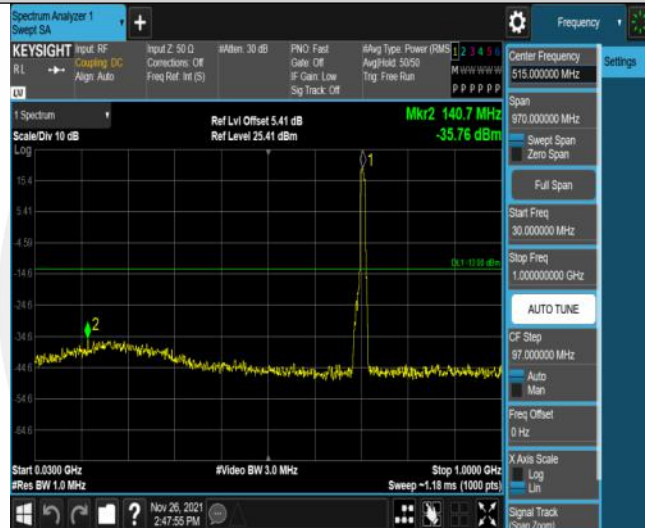 Spectrum Analyzer 1
Swept SA
+
Frequency
KEYSIGHT
RL
LXI
Input: RF
Coupling: DC
Align: Auto
Input Z: 50 Ω
Corrections: Off
Freq Ref: Int (S)
#Atten: 30 dB
PNO: Fast
Gate: Off
IF Gain: Low
Sig Track: Off
#Avg Type: Power (RMS
Avg|Hold: 50/50
Trig: Free Run
1 2 3 4 5 6
M W W W W W
P P P P P P
1 Spectrum
Scale/Div 10 dB
Log
Ref Lvl Offset 5.41 dB
Ref Level 25.41 dBm
Mkr2 140.7 MHz
-35.76 dBm
15.4
5.41
-4.59
-14.6
-24.6
-34.6
-44.6
-54.6
-64.6
1
2
DL1 -13.00 dBm
Start 0.0300 GHz
#Res BW 1.0 MHz
#Video BW 3.0 MHz
Stop 1.0000 GHz
Sweep ~1.18 ms (1000 pts)
?
Nov 26, 2021
2:47:55 PM
Center Frequency
515.000000 MHz
Settings
Span
970.000000 MHz
Swept Span
Zero Span
Full Span
Start Freq
30.000000 MHz
Stop Freq
1.000000000 GHz
AUTO TUNE
CF Step
97.000000 MHz
Auto
Man
Freq Offset
0 Hz
X Axis Scale
Log
Lin
Signal Track
(Span Zoom)